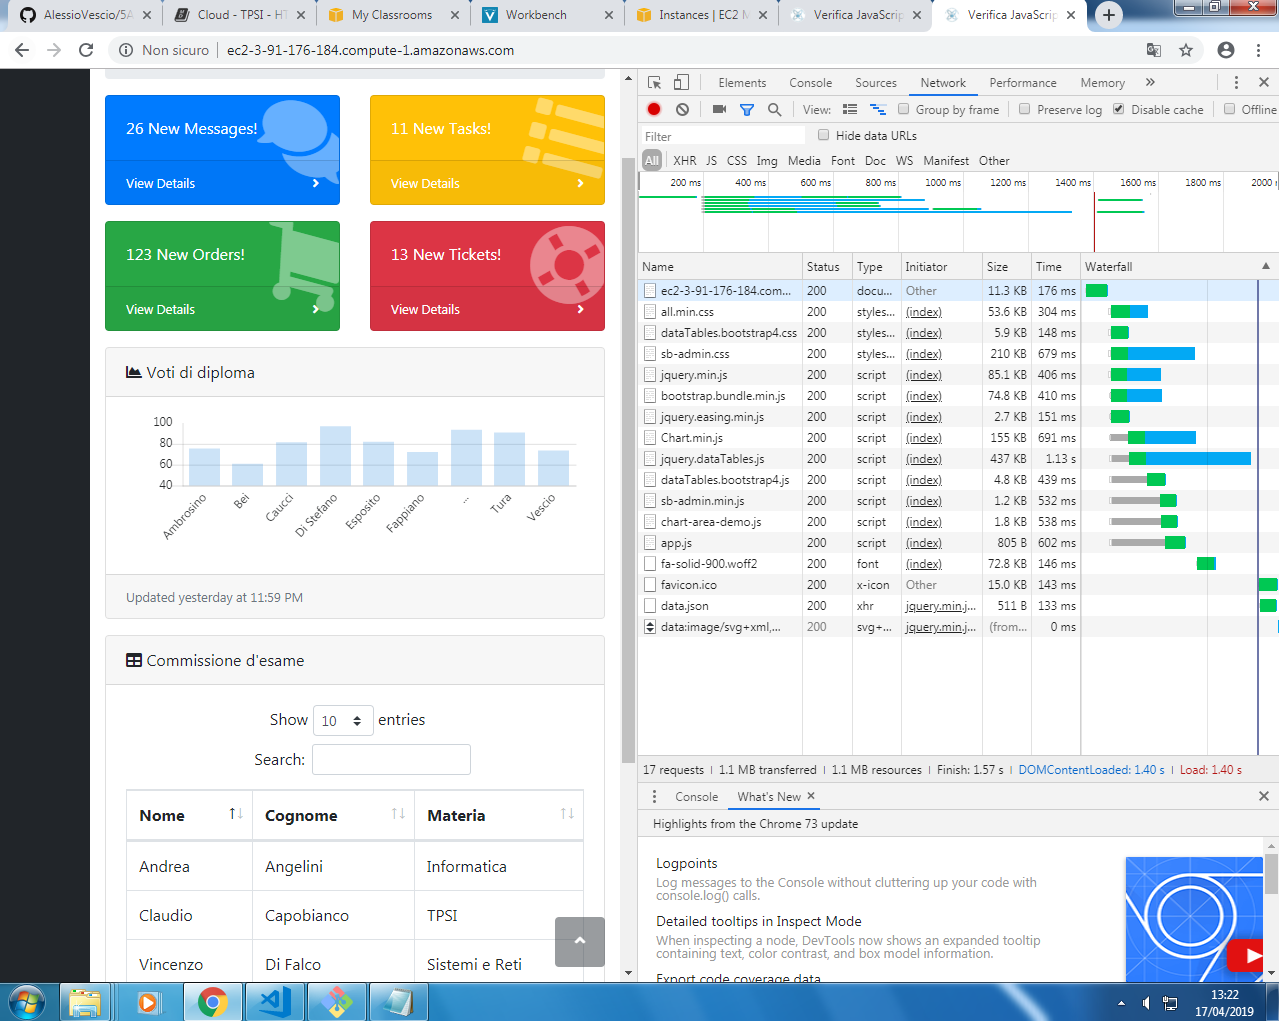 AlessioVescio/5A
Cloud - TPSI - HT
My Classrooms
Workbench
Instances | EC2 M
Verifica JavaScrip
Verifica JavaScrip
Non sicuro
ec2-3-91-176-184.compute-1.amazonaws.com
26 New Messages!
View Details
11 New Tasks!
View Details
123 New Orders!
View Details
13 New Tickets!
View Details
Voti di diploma
100
80
60
40
Ambrosino
Bei
Caucci
Di Stefano
Esposito
Fappiano
...
Tura
Vescio
Updated yesterday at 11:59 PM
Commissione d'esame
Show 10 entries
Search:
Nome Cognome Materia
Andrea Angelini Informatica
Claudio Capobianco TPSI
Vincenzo Di Falco Sistemi e Reti
Elements Console Sources Network Performance Memory »
View: Group by frame Preserve log Disable cache Offline
Filter Hide data URLs
All XHR JS CSS Img Media Font Doc WS Manifest Other
200 ms 400 ms 600 ms 800 ms 1000 ms 1200 ms 1400 ms 1600 ms 1800 ms 2000 m
Name Status Type Initiator Size Time Waterfall
ec2-3-91-176-184.com... 200 docu... Other 11.3 KB 176 ms
all.min.css 200 styles... (index) 53.6 KB 304 ms
dataTables.bootstrap4.css 200 styles... (index) 5.9 KB 148 ms
sb-admin.css 200 styles... (index) 210 KB 679 ms
jquery.min.js 200 script (index) 85.1 KB 406 ms
bootstrap.bundle.min.js 200 script (index) 74.8 KB 410 ms
jquery.easing.min.js 200 script (index) 2.7 KB 151 ms
Chart.min.js 200 script (index) 155 KB 691 ms
jquery.dataTables.js 200 script (index) 437 KB 1.13 s
dataTables.bootstrap4.js 200 script (index) 4.8 KB 439 ms
sb-admin.min.js 200 script (index) 1.2 KB 532 ms
chart-area-demo.js 200 script (index) 1.8 KB 538 ms
app.js 200 script (index) 805 B 602 ms
fa-solid-900.woff2 200 font (index) 72.8 KB 146 ms
favicon.ico 200 x-icon Other 15.0 KB 143 ms
data.json 200 xhr jquery.min.j... 511 B 133 ms
data:image/svg+xml,... 200 svg+... jquery.min.j... (from... 0 ms
17 requests | 1.1 MB transferred | 1.1 MB resources | Finish: 1.57 s | DOMContentLoaded: 1.40 s | Load: 1.40 s
Console What's New
Highlights from the Chrome 73 update
Logpoints
Log messages to the Console without cluttering up your code with
console.log() calls.
Detailed tooltips in Inspect Mode
When inspecting a node, DevTools now shows an expanded tooltip
containing text, color contrast, and box model information.
Export code coverage data
13:22
17/04/2019